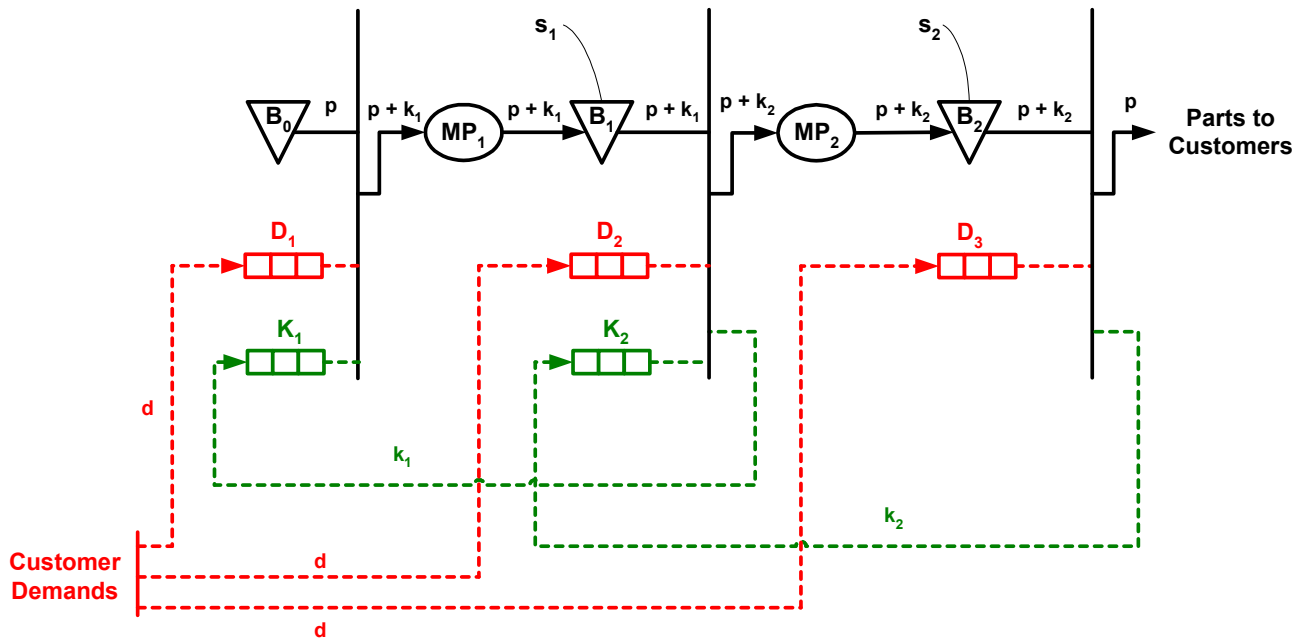 s₁
s₂
p
p + k₁
p + k₁
p + k₁
p + k₂
p + k₂
p + k₂
p
B₀
MP₁
B₁
MP₂
B₂
Parts to
Customers
D₁
D₂
D₃
K₁
K₂
d
k₁
k₂
Customer
Demands
d
d